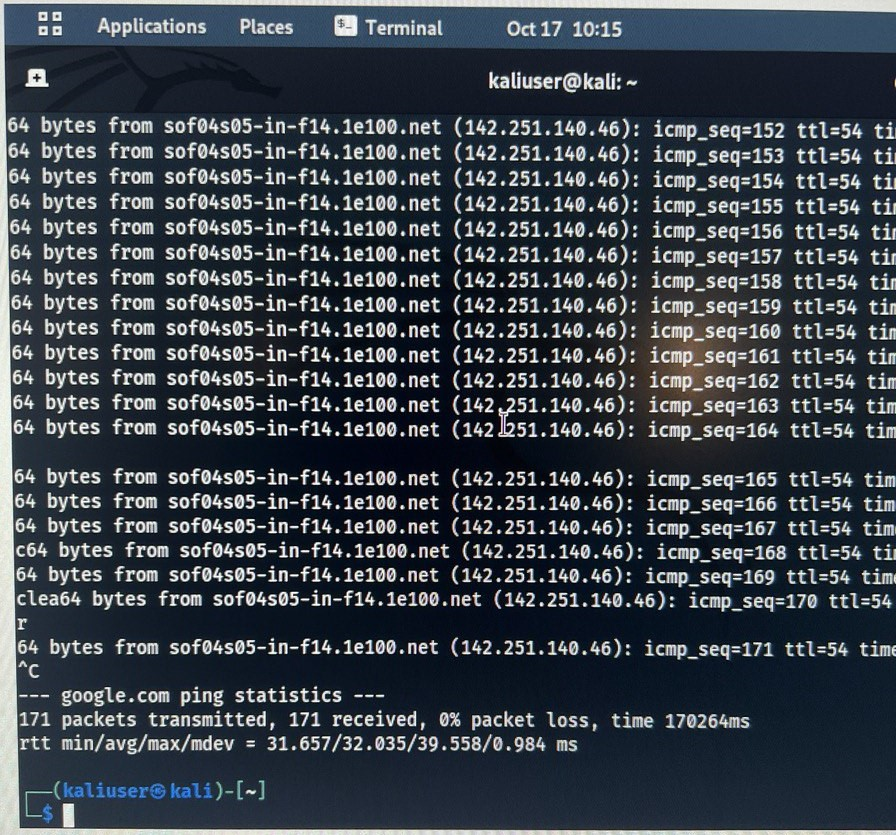 Applications Places Terminal Oct 17 10:15
kaliuser@kali: ~
64 bytes from sof04s05-in-f14.1e100.net (142.251.140.46): icmp_seq=152 ttl=54 ti
64 bytes from sof04s05-in-f14.1e100.net (142.251.140.46): icmp_seq=153 ttl=54 tin
64 bytes from sof04s05-in-f14.1e100.net (142.251.140.46): icmp_seq=154 ttl=54 tin
64 bytes from sof04s05-in-f14.1e100.net (142.251.140.46): icmp_seq=155 ttl=54 tin
64 bytes from sof04s05-in-f14.1e100.net (142.251.140.46): icmp_seq=156 ttl=54 tin
64 bytes from sof04s05-in-f14.1e100.net (142.251.140.46): icmp_seq=157 ttl=54 tin
64 bytes from sof04s05-in-f14.1e100.net (142.251.140.46): icmp_seq=158 ttl=54 tin
64 bytes from sof04s05-in-f14.1e100.net (142.251.140.46): icmp_seq=159 ttl=54 tin
64 bytes from sof04s05-in-f14.1e100.net (142.251.140.46): icmp_seq=160 ttl=54 tin
64 bytes from sof04s05-in-f14.1e100.net (142.251.140.46): icmp_seq=161 ttl=54 tim
64 bytes from sof04s05-in-f14.1e100.net (142.251.140.46): icmp_seq=162 ttl=54 tim
64 bytes from sof04s05-in-f14.1e100.net (142.251.140.46): icmp_seq=163 ttl=54 tim
64 bytes from sof04s05-in-f14.1e100.net (142.251.140.46): icmp_seq=164 ttl=54 tim
64 bytes from sof04s05-in-f14.1e100.net (142.251.140.46): icmp_seq=165 ttl=54 tim
64 bytes from sof04s05-in-f14.1e100.net (142.251.140.46): icmp_seq=166 ttl=54 tim
64 bytes from sof04s05-in-f14.1e100.net (142.251.140.46): icmp_seq=167 ttl=54 tim
c64 bytes from sof04s05-in-f14.1e100.net (142.251.140.46): icmp_seq=168 ttl=54 ti
64 bytes from sof04s05-in-f14.1e100.net (142.251.140.46): icmp_seq=169 ttl=54 time
clea64 bytes from sof04s05-in-f14.1e100.net (142.251.140.46): icmp_seq=170 ttl=54
r
64 bytes from sof04s05-in-f14.1e100.net (142.251.140.46): icmp_seq=171 ttl=54 time
^C
--- google.com ping statistics ---
171 packets transmitted, 171 received, 0% packet loss, time 170264ms
rtt min/avg/max/mdev = 31.657/32.035/39.558/0.984 ms
┌──(kaliuser㉿kali)-[~]
└─$